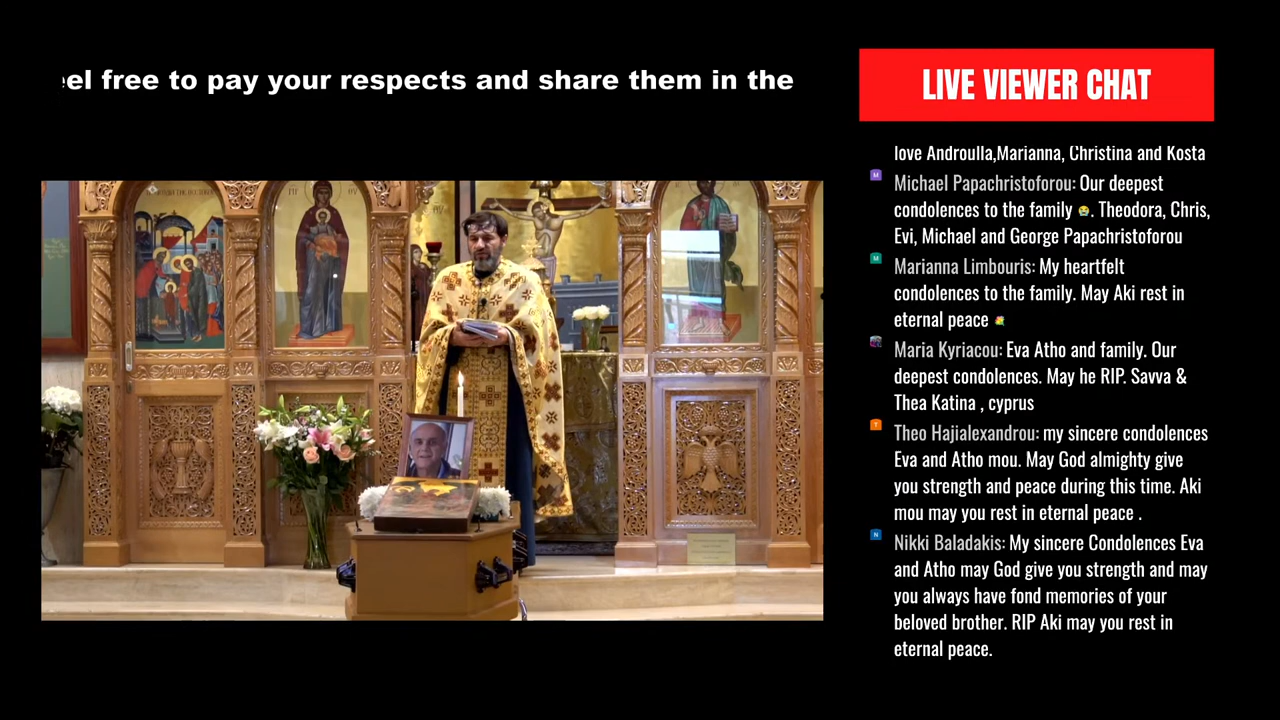 el free to pay your respects and share them in the
LIVE VIEWER CHAT
love Androulla,Marianna, Christina and Kosta
Michael Papachristoforou: Our deepest
condolences to the family 😭. Theodora, Chris,
Evi, Michael and George Papachristoforou
Marianna Limbouris: My heartfelt
condolences to the family. May Aki rest in
eternal peace 💐
Maria Kyriacou: Eva Atho and family. Our
deepest condolences. May he RIP. Savva &
Thea Katina , cyprus
Theo Hajialexandrou: my sincere condolences
Eva and Atho mou. May God almighty give
you strength and peace during this time. Aki
mou may you rest in eternal peace .
Nikki Baladakis: My sincere Condolences Eva
and Atho may God give you strength and may
you always have fond memories of your
beloved brother. RIP Aki may you rest in
eternal peace.